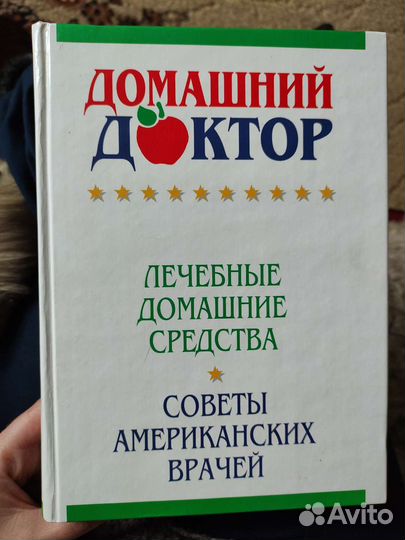 ДОМАШНИЙ
ДОКТОР
ЛЕЧЕБНЫЕ
ДОМАШНИЕ
СРЕДСТВА
СОВЕТЫ
АМЕРИКАНСКИХ
ВРАЧЕЙ
Avito